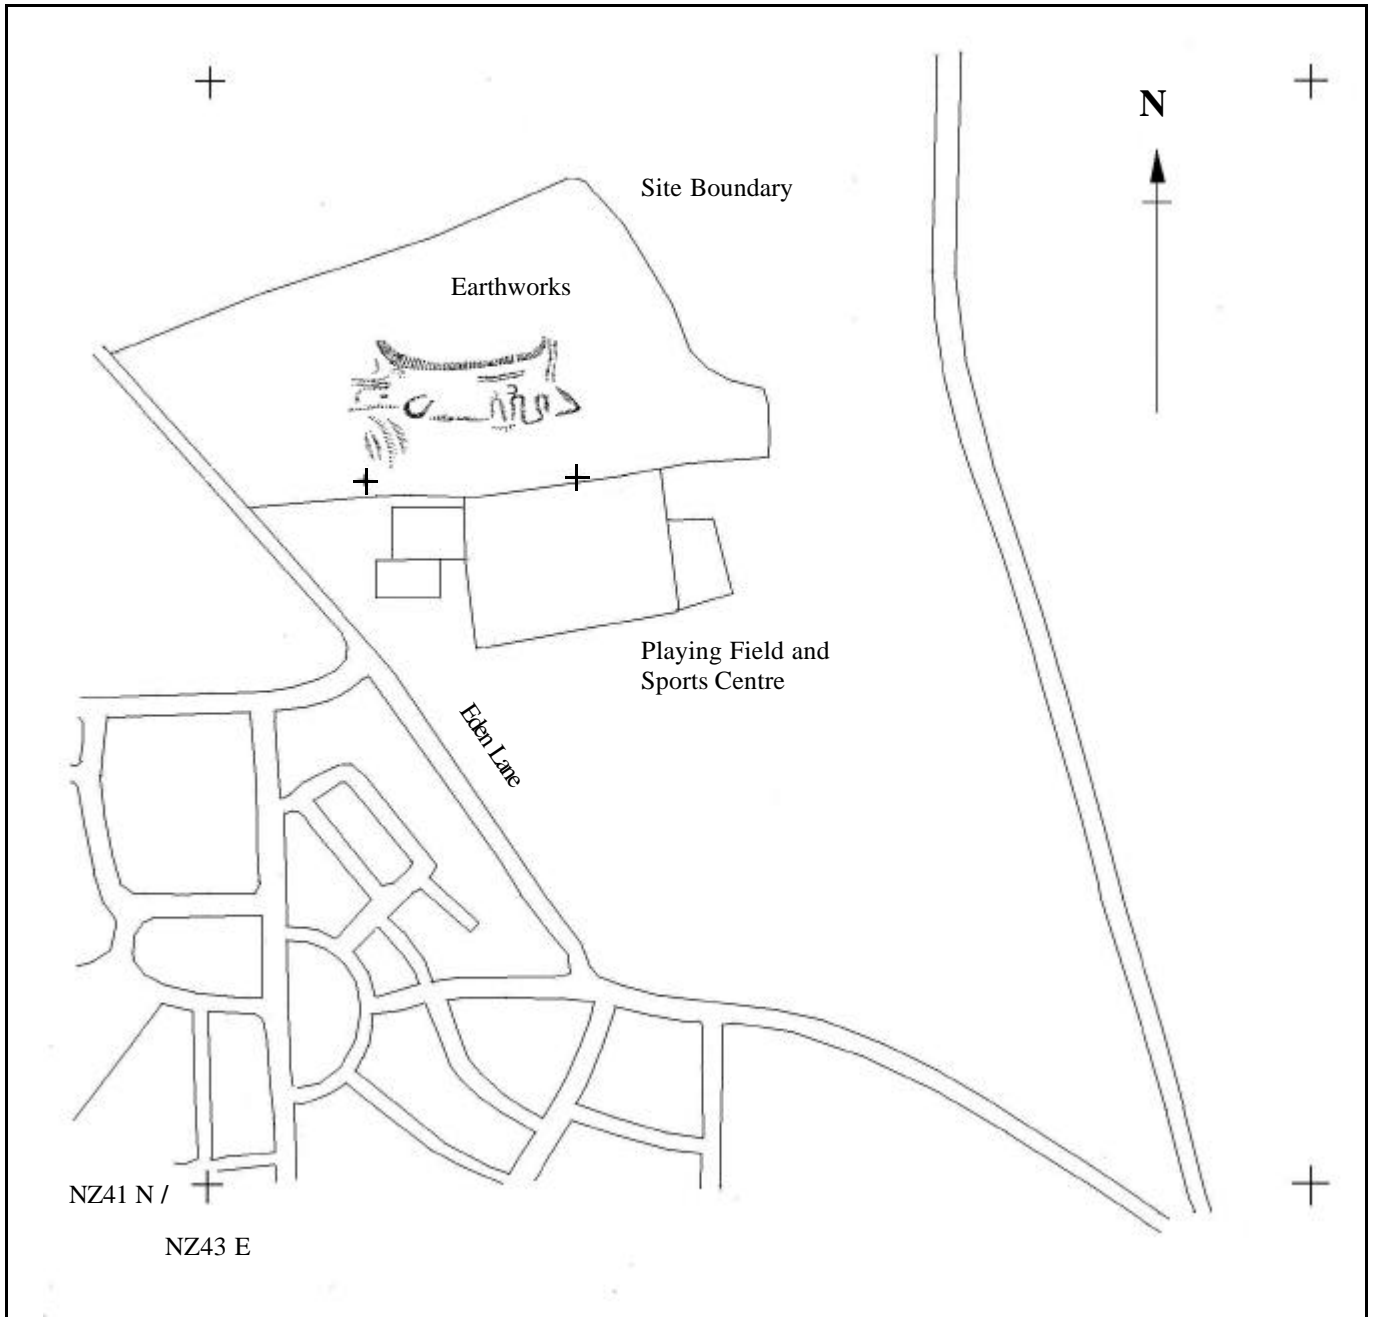 N
Site Boundary
Earthworks
Playing Field and
Sports Centre
Eden Lane
NZ41 N /
NZ43 E